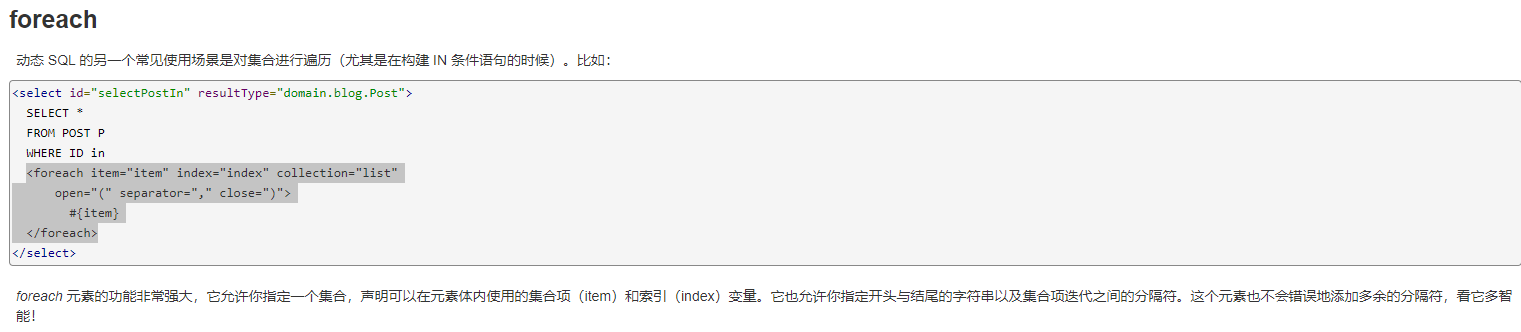 foreach
动态 SQL 的另一个常见使用场景是对集合进行遍历（尤其是在构建 IN 条件语句的时候）。比如：
<select id="selectPostIn" resultType="domain.blog.Post">
  SELECT *
  FROM POST P
  WHERE ID in
  <foreach item="item" index="index" collection="list"
      open="(" separator="," close=")">
        #{item}
  </foreach>
</select>
foreach 元素的功能非常强大，它允许你指定一个集合，声明可以在元素体内使用的集合项（item）和索引（index）变量。它也允许你指定开头与结尾的字符串以及集合项迭代之间的分隔符。这个元素也不会错误地添加多余的分隔符，看它多智
能！